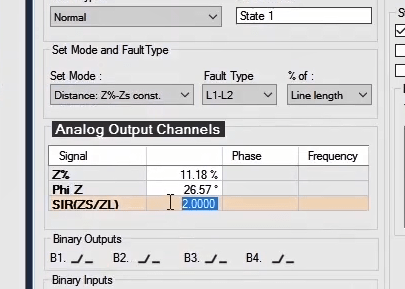 Normal
State 1
Set Mode and FaultType
Set Mode :
Fault Type
% of :
Distance: Z%-Zs const.
L1-L2
Line length
Analog Output Channels
Signal
Phase
Frequency
Z%
11.18 %
Phi Z
26.57 °
SIR(ZS/ZL)
2.0000
Binary Outputs
B1.
B2.
B3.
B4.
Binary Inputs